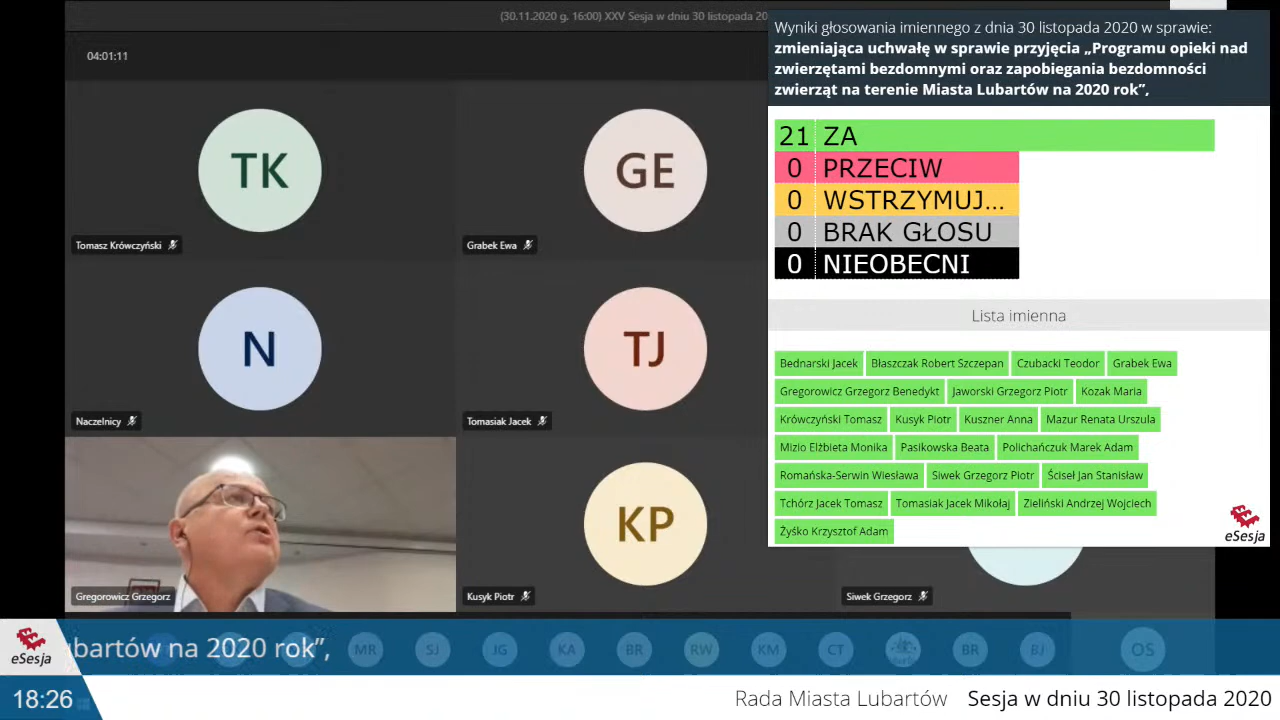 (30.11.2020 g. 16:00) XXV Sesja w dniu 30 listopada 20
04:01:11
Wyniki głosowania imiennego z dnia 30 listopada 2020 w sprawie:
zmieniająca uchwałę w sprawie przyjęcia „Programu opieki nad
zwierzętami bezdomnymi oraz zapobiegania bezdomności
zwierząt na terenie Miasta Lubartów na 2020 rok”,
21 ZA
0 PRZECIW
0 WSTRZYMUJ...
0 BRAK GŁOSU
0 NIEOBECNI
Lista imienna
Bednarski Jacek Błaszczak Robert Szczepan Czubacki Teodor Grabek Ewa
Gregorowicz Grzegorz Benedykt Jaworski Grzegorz Piotr Kozak Maria
Krówczyński Tomasz Kusyk Piotr Kuszner Anna Mazur Renata Urszula
Mizio Elżbieta Monika Pasikowska Beata Polichańczuk Marek Adam
Romańska-Serwin Wiesława Siwek Grzegorz Piotr Ściseł Jan Stanisław
Tchórz Jacek Tomasz Tomasiak Jacek Mikołaj Zieliński Andrzej Wojciech
Żyśko Krzysztof Adam
eSesja
TK
GE
Tomasz Krówczyński
Grabek Ewa
N
TJ
Naczelnicy
Tomasiak Jacek
KP
Gregorowicz Grzegorz
Kusyk Piotr
Siwek Grzegorz
eSesja
ubartów na 2020 rok”,
MR SJ JG KA BR RW KM CT BR BJ OS
18:26
Rada Miasta Lubartów Sesja w dniu 30 listopada 2020